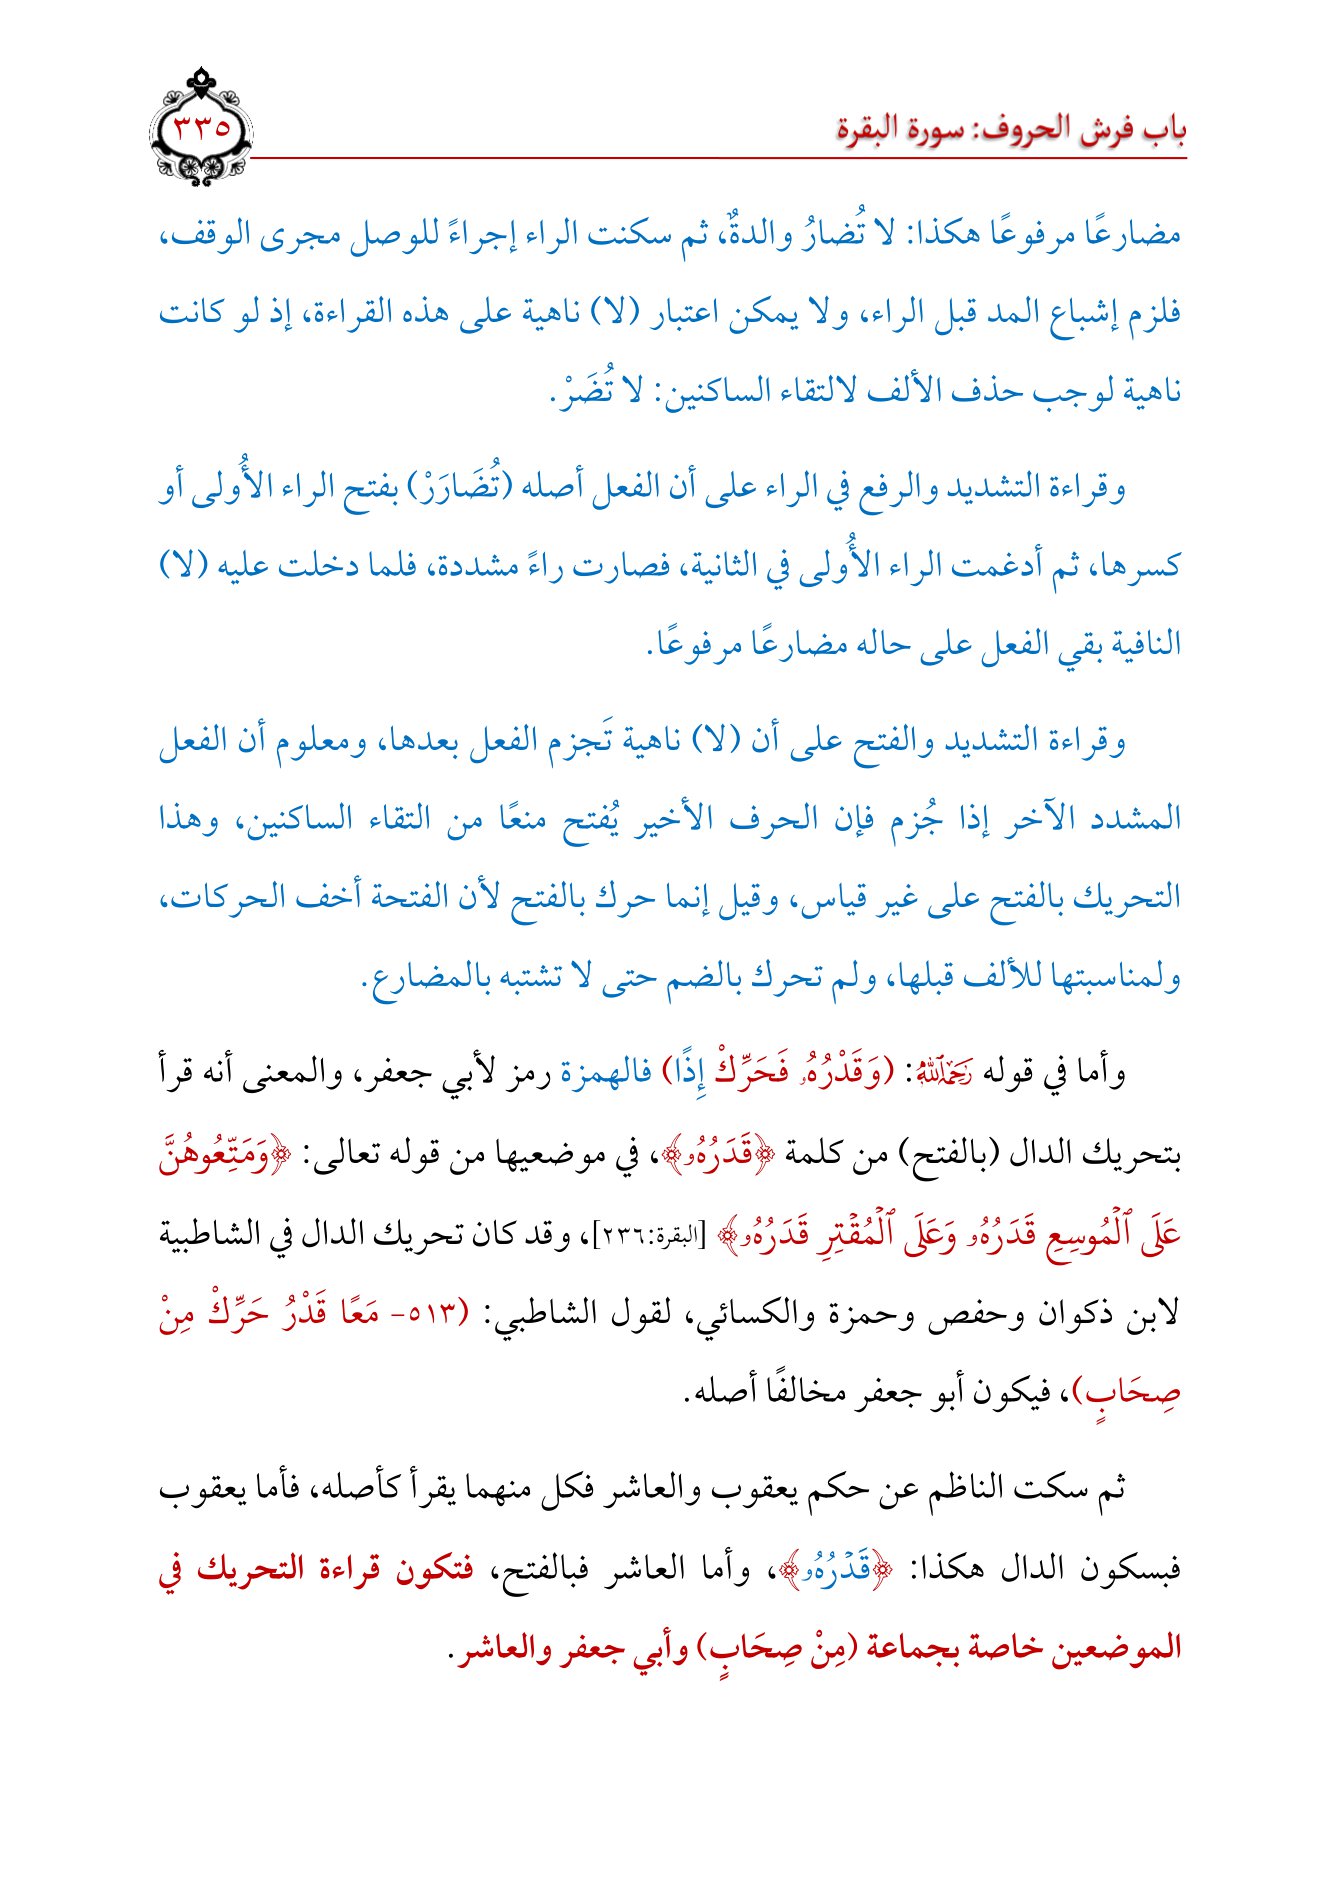 باب فرش الحروف: سورة البقرة
٣٣٥
مضارعًا مرفوعًا هكذا: لا تُضارُ والدةٌ، ثم سكنت الراء إجراءً للوصل مجرى الوقف،
فلزم إشباع المد قبل الراء، ولا يمكن اعتبار (لا) ناهية على هذه القراءة، إذ لو كانت
ناهية لوجب حذف الألف لالتقاء الساكنين: لا تُضَرْ.
وقراءة التشديد والرفع في الراء على أن الفعل أصله (تُضَارَرْ) بفتح الراء الأُولى أو
كسرها، ثم أدغمت الراء الأُولى في الثانية، فصارت راءً مشددة، فلما دخلت عليه (لا)
النافية بقي الفعل على حاله مضارعًا مرفوعًا.
وقراءة التشديد والفتح على أن (لا) ناهية تَجزم الفعل بعدها، ومعلوم أن الفعل
المشدد الآخر إذا جُزم فإن الحرف الأخير يُفتح منعًا من التقاء الساكنين، وهذا
التحريك بالفتح على غير قياس، وقيل إنما حرك بالفتح لأن الفتحة أخف الحركات،
ولمناسبتها للألف قبلها، ولم تحرك بالضم حتى لا تشتبه بالمضارع.
وأما في قوله رَحِمَهُ ٱللَّهُ: (وَقَدْرُهُۥ فَحَرِّكْ إِذًا) فالهمزة رمز لأبي جعفر، والمعنى أنه قرأ
بتحريك الدال (بالفتح) من كلمة ﴿قَدَرُهُۥ﴾، في موضعيها من قوله تعالى: ﴿وَمَتِّعُوهُنَّ
عَلَى ٱلْمُوسِعِ قَدَرُهُۥ وَعَلَى ٱلْمُقْتِرِ قَدَرُهُۥ﴾ [البقرة:٢٣٦]، وقد كان تحريك الدال في الشاطبية
لابن ذكوان وحفص وحمزة والكسائي، لقول الشاطبي: (٥١٣- مَعًا قَدْرُ حَرِّكْ مِنْ
صِحَابٍ)، فيكون أبو جعفر مخالفًا أصله.
ثم سكت الناظم عن حكم يعقوب والعاشر فكل منهما يقرأ كأصله، فأما يعقوب
فبسكون الدال هكذا: ﴿قَدْرُهُۥ﴾، وأما العاشر فبالفتح، فتكون قراءة التحريك في
الموضعين خاصة بجماعة (مِنْ صِحَابٍ) وأبي جعفر والعاشر.